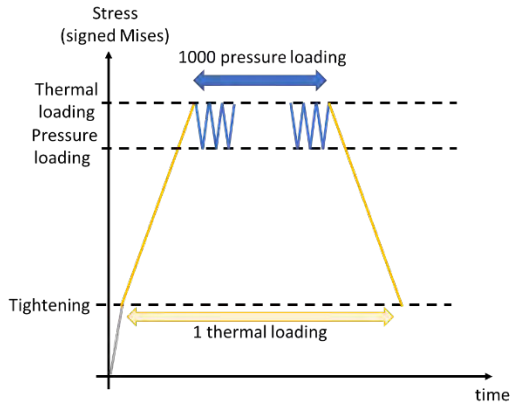 Stress
(signed Mises)
1000 pressure loading
Thermal
loading
Pressure
loading
Tightening
1 thermal loading
time